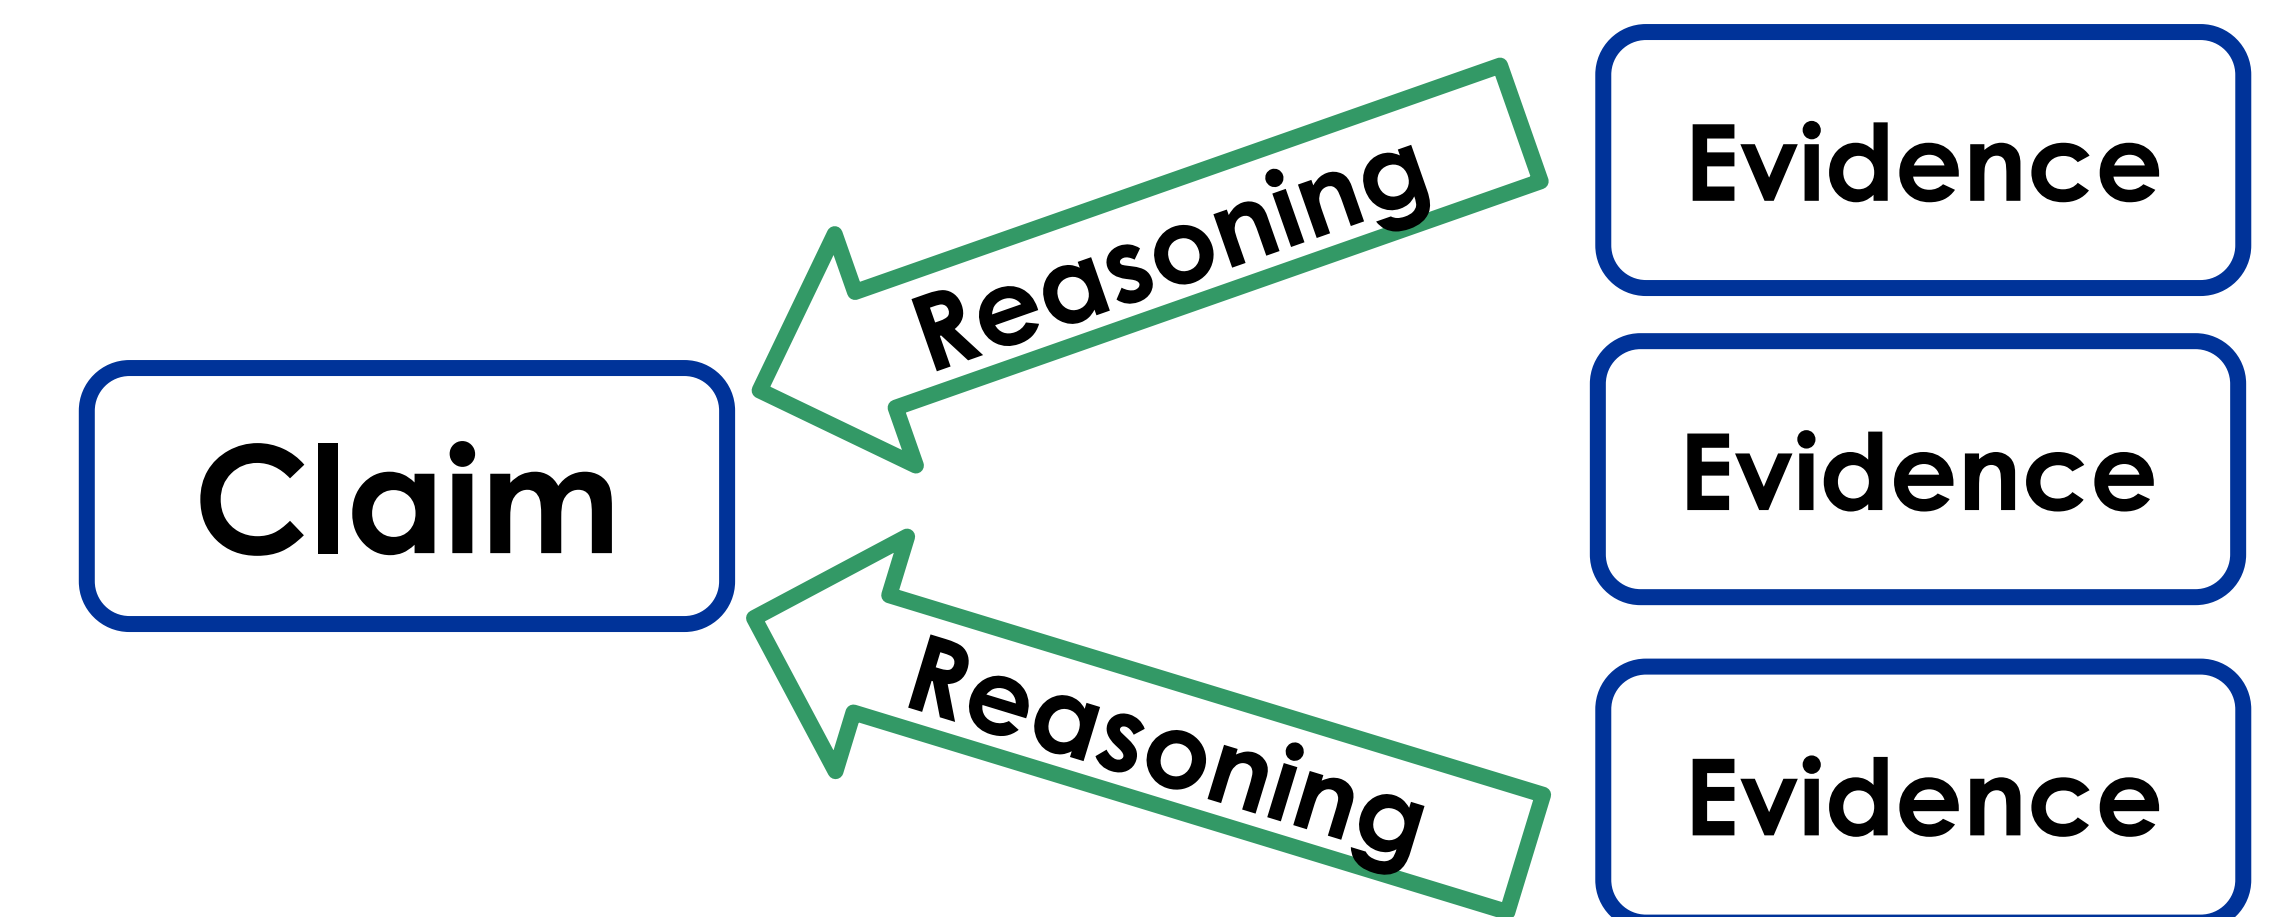 Claim
Reasoning
Reasoning
Evidence
Evidence
Evidence